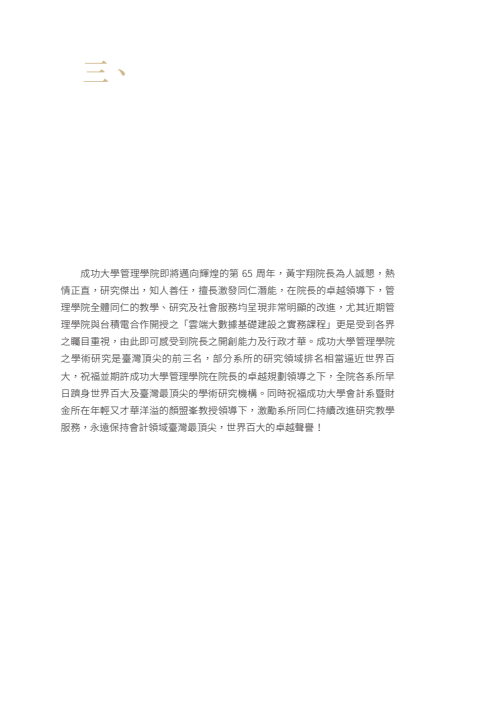 三、
成功大學管理學院即將邁向輝煌的第 65 周年，黃宇翔院長為人誠懇，熱
情正直，研究傑出，知人善任，擅長激發同仁潛能，在院長的卓越領導下，管
理學院全體同仁的教學、研究及社會服務均呈現非常明顯的改進，尤其近期管
理學院與台積電合作開授之「雲端大數據基礎建設之實務課程」更是受到各界
之矚目重視，由此即可感受到院長之開創能力及行政才華。成功大學管理學院
之學術研究是臺灣頂尖的前三名，部分系所的研究領域排名相當逼近世界百
大，祝福並期許成功大學管理學院在院長的卓越規劃領導之下，全院各系所早
日躋身世界百大及臺灣最頂尖的學術研究機構。同時祝福成功大學會計系暨財
金所在年輕又才華洋溢的顏盟峯教授領導下，激勵系所同仁持續改進研究教學
服務，永遠保持會計領域臺灣最頂尖，世界百大的卓越聲譽！